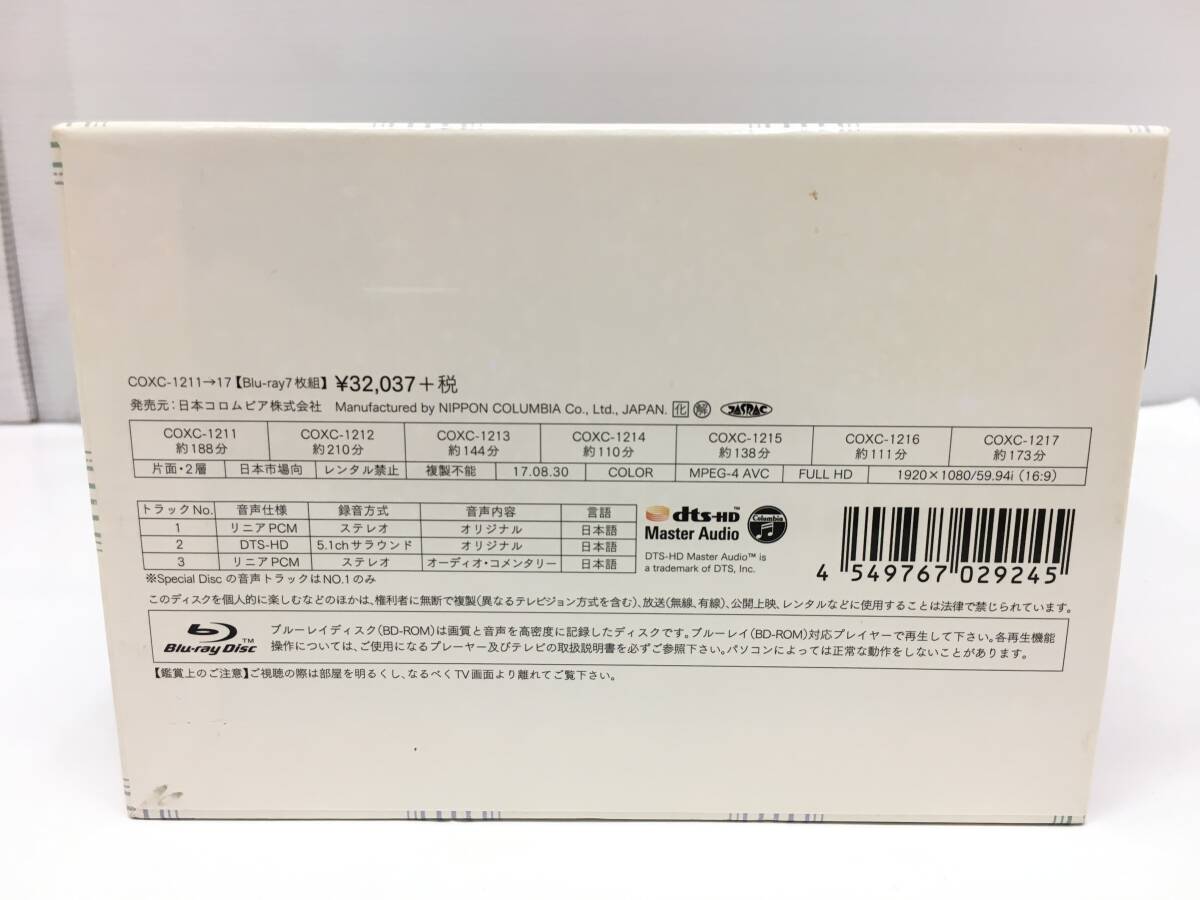 COXC-1211→17【Blu-ray7枚組】 ¥32,037+税
発売元:日本コロムビア株式会社 Manufactured by NIPPON COLUMBIA Co., Ltd., JAPAN. 化 解 JASRAC
COXC-1211 COXC-1212 COXC-1213 COXC-1214 COXC-1215 COXC-1216 COXC-1217
約188分 約210分 約144分 約110分 約138分 約111分 約173分
片面・2層 日本市場向 レンタル禁止 複製不能 17.08.30 COLOR MPEG-4 AVC FULL HD 1920×1080/59.94i(16:9)
トラックNo. 音声仕様 録音方式 音声内容 言語
1 リニアPCM ステレオ オリジナル 日本語
2 DTS-HD 5.1chサラウンド オリジナル 日本語
3 リニアPCM ステレオ オーディオ・コメンタリー 日本語
※Special Discの音声トラックはNO.1のみ
dts-HD™
Master Audio
Columbia
DTS-HD Master Audio™ is
a trademark of DTS, Inc.
4 549767 029245
このディスクを個人的に楽しむなどのほかは、権利者に無断で複製(異なるテレビジョン方式を含む)、放送(無線、有線)、公開上映、レンタルなどに使用することは法律で禁じられています。
Blu-ray Disc™
ブルーレイディスク(BD-ROM)は画質と音声を高密度に記録したディスクです。ブルーレイ(BD-ROM)対応プレイヤーで再生して下さい。各再生機能
操作については、ご使用になるプレーヤー及びテレビの取扱説明書を必ずご参照下さい。パソコンによっては正常な動作をしないことがあります。
【鑑賞上のご注意】ご視聴の際は部屋を明るくし、なるべくTV画面より離れてご覧下さい。